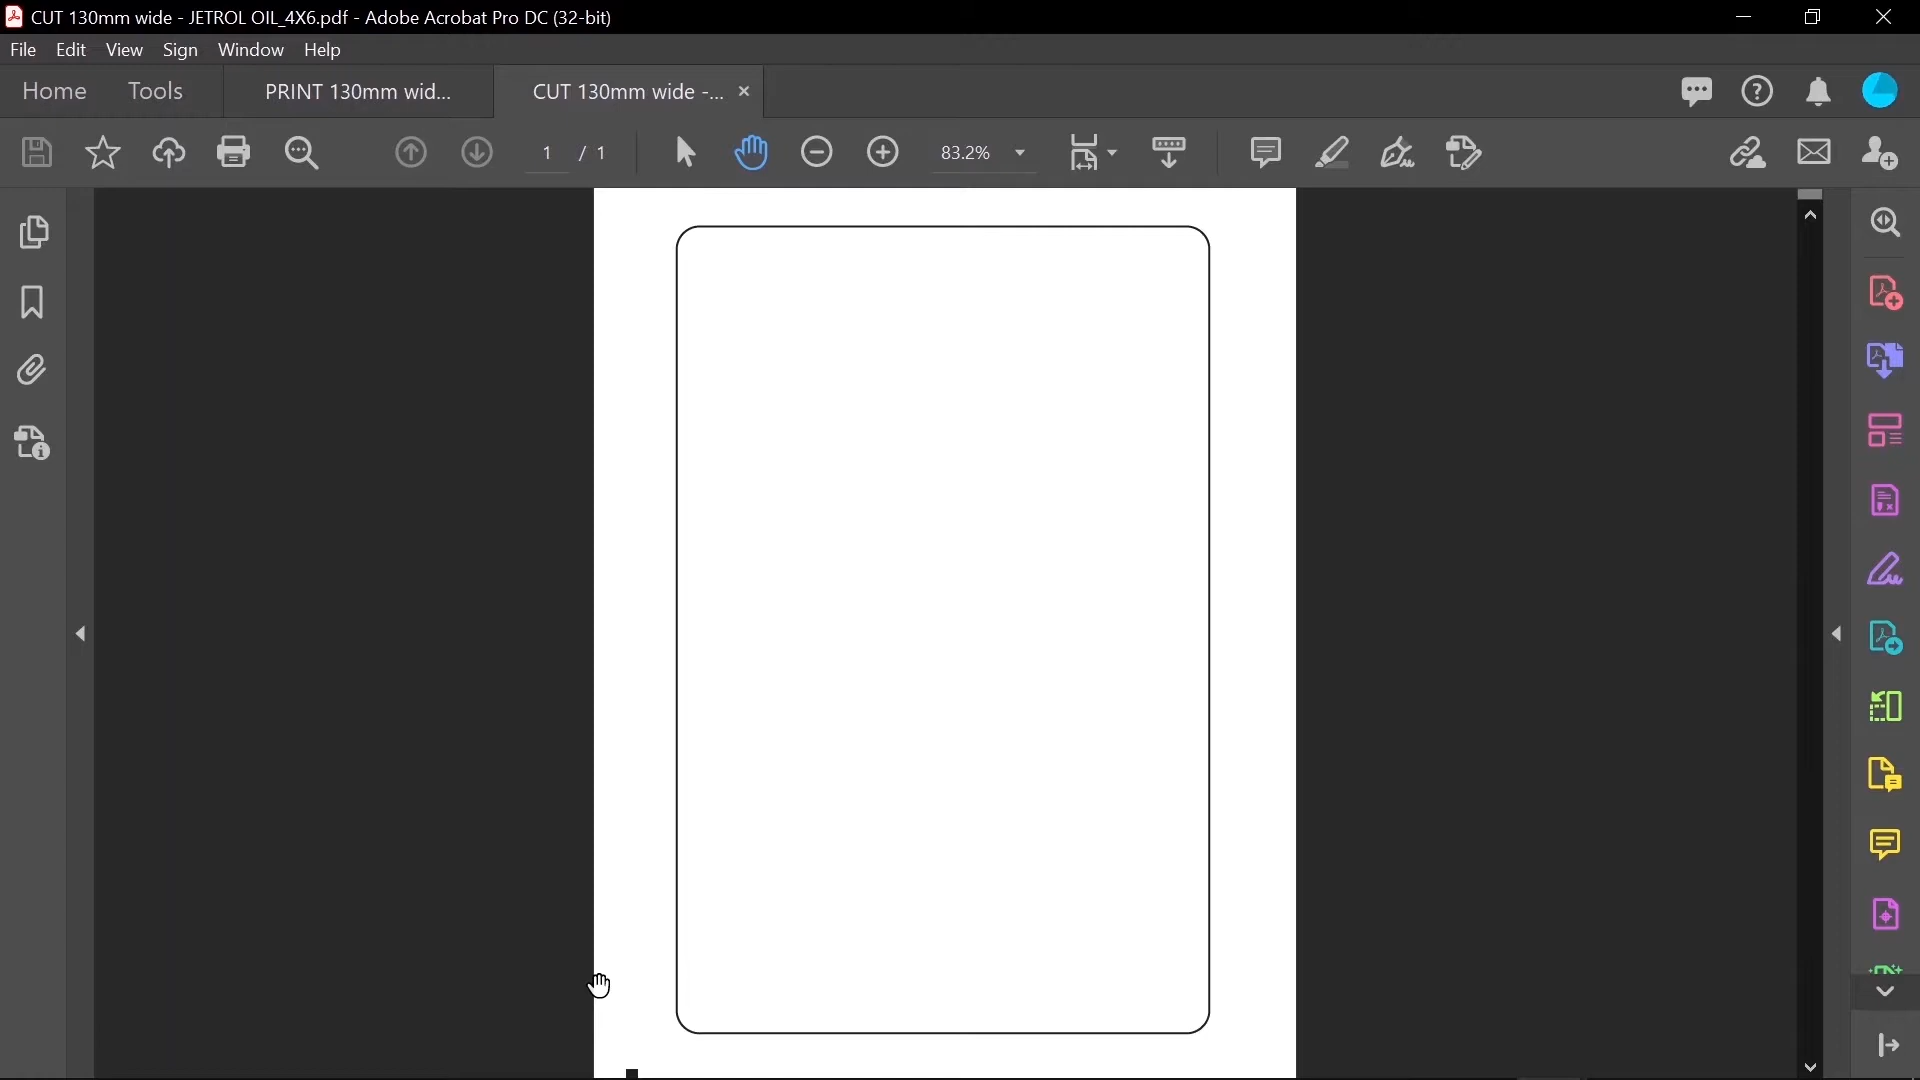 CUT 130mm wide - JETROL OIL_4X6.pdf - Adobe Acrobat Pro DC (32-bit)
File Edit View Sign Window Help
Home Tools PRINT 130mm wid... CUT 130mm wide -...
1 / 1 83.2%